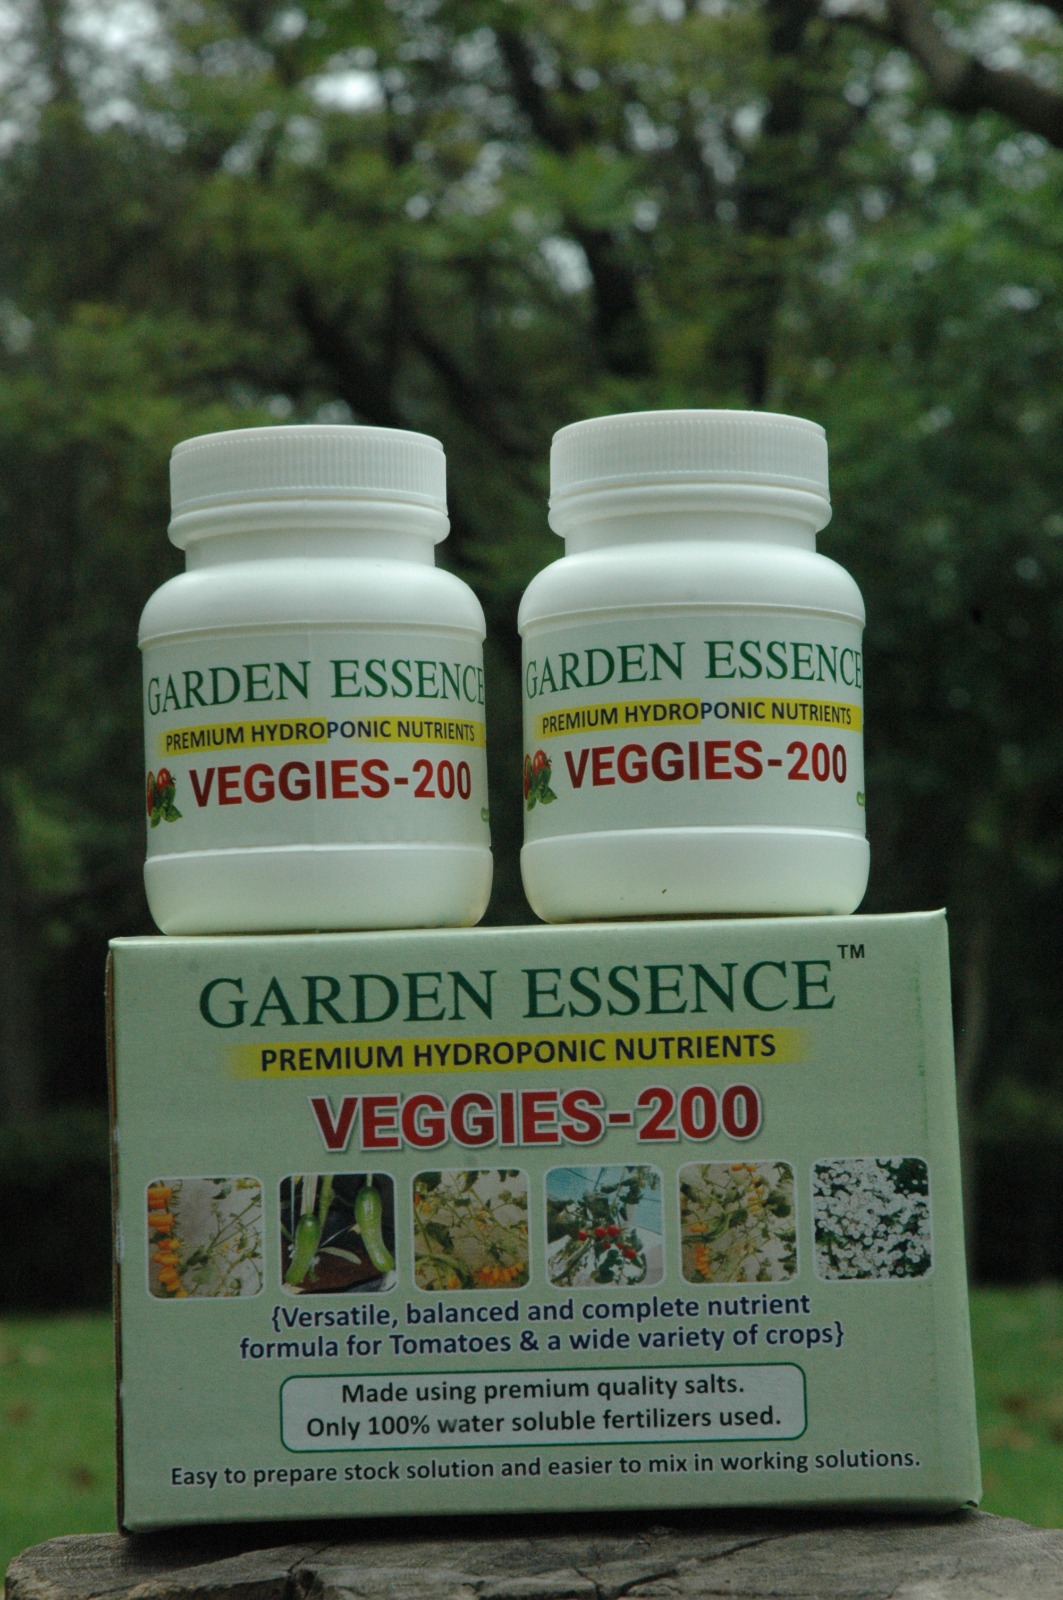 GARDEN ESSENCE
PREMIUM HYDROPONIC NUTRIENTS
VEGGIES-200
GARDEN ESSENCE
PREMIUM HYDROPONIC NUTRIENTS
VEGGIES-200
GARDEN ESSENCE™
PREMIUM HYDROPONIC NUTRIENTS
VEGGIES-200
{Versatile, balanced and complete nutrient
formula for Tomatoes & a wide variety of crops}
Made using premium quality salts.
Only 100% water soluble fertilizers used.
Easy to prepare stock solution and easier to mix in working solutions.